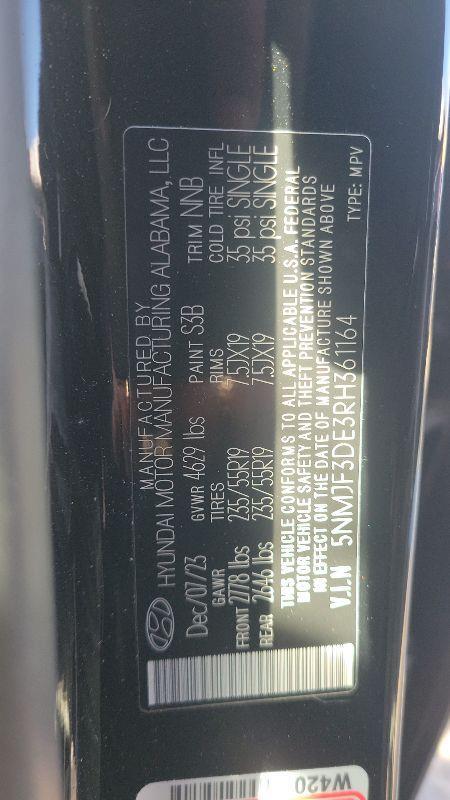 MANUFACTURED BY
HYUNDAI MOTOR MANUFACTURING ALABAMA, LLC
Dec/07/23 GVWR 4629 lbs PAINT S3B TRIM NNB
GAWR TIRES RIMS COLD TIRE INFL
FRONT 2778 lbs 235/55R19 7.5JX19 35 psi SINGLE
REAR 2646 lbs 235/55R19 7.5JX19 35 psi SINGLE
THIS VEHICLE CONFORMS TO ALL APPLICABLE U.S.A. FEDERAL
MOTOR VEHICLE SAFETY AND THEFT PREVENTION STANDARDS
IN EFFECT ON THE DATE OF MANUFACTURE SHOWN ABOVE
V.I.N 5NMJF3DE3RH361164 TYPE: MPV
W420